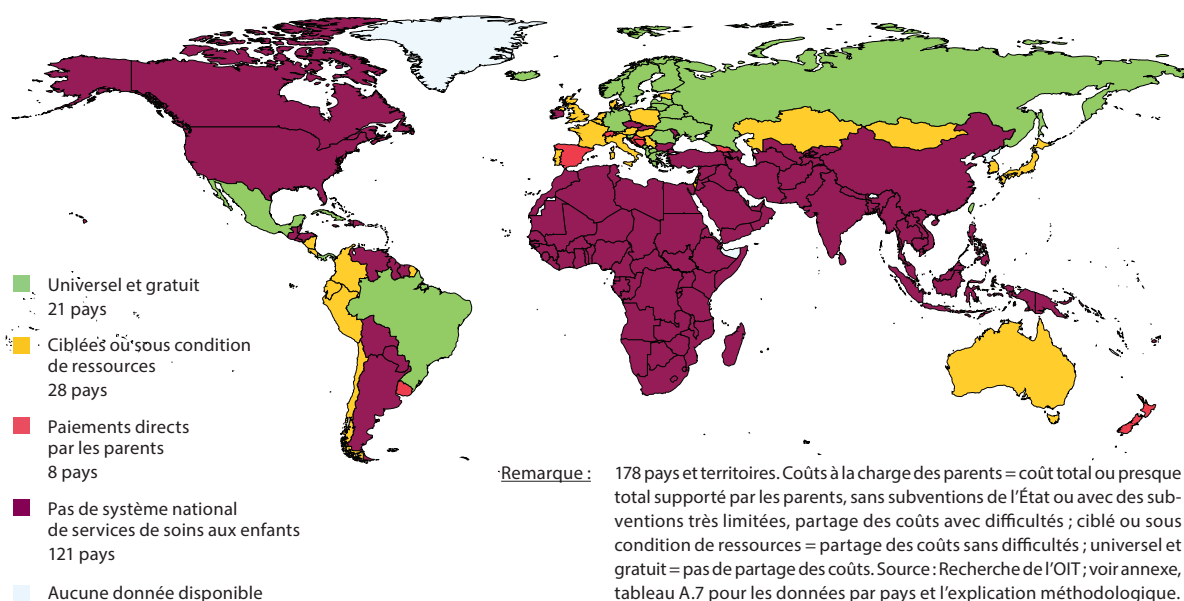 Universel et gratuit
21 pays
Ciblées ou sous condition
de ressources
28 pays
Paiements directs
par les parents
8 pays
Pas de système national
de services de soins aux enfants
121 pays
Aucune donnée disponible
Remarque : 178 pays et territoires. Coûts à la charge des parents = coût total ou presque
total supporté par les parents, sans subventions de l’État ou avec des sub-
ventions très limitées, partage des coûts avec difficultés ; ciblé ou sous
condition de ressources = partage des coûts sans difficultés ; universel et
gratuit = pas de partage des coûts. Source : Recherche de l’OIT ; voir annexe,
tableau A.7 pour les données par pays et l’explication méthodologique.